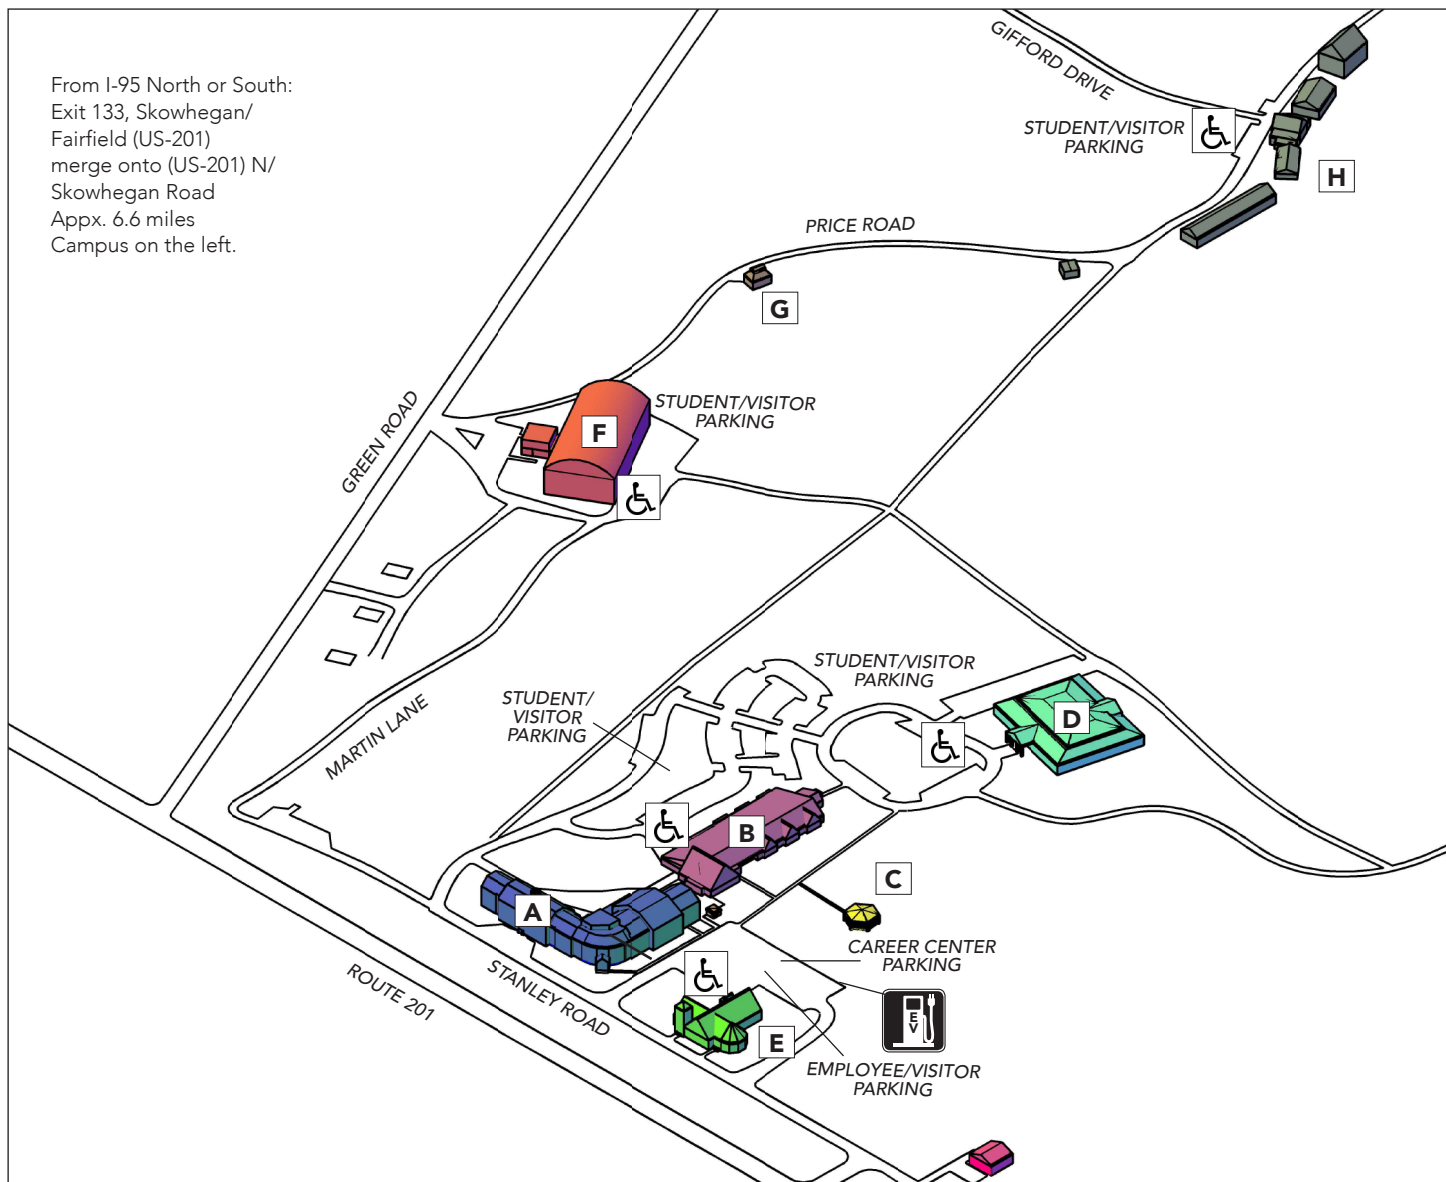 From I-95 North or South:
Exit 133, Skowhegan/
Fairfield (US-201)
merge onto (US-201) N/
Skowhegan Road
Appx. 6.6 miles
Campus on the left.
GIFFORD DRIVE
STUDENT/VISITOR
PARKING
H
PRICE ROAD
G
GREEN ROAD
STUDENT/VISITOR
PARKING
F
STUDENT/VISITOR
PARKING
STUDENT/
VISITOR
PARKING
D
MARTIN LANE
B
C
A
CAREER CENTER
PARKING
STANLEY ROAD
ROUTE 201
E
V
E
EMPLOYEE/VISITOR
PARKING